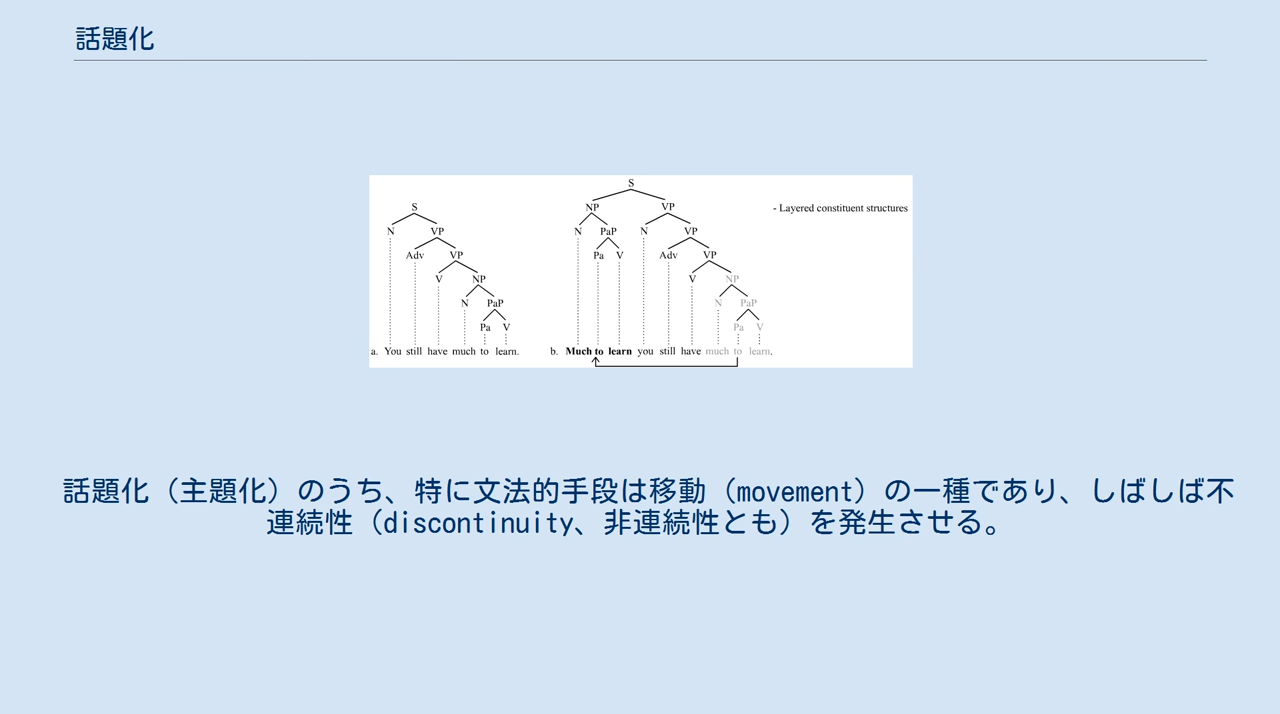 話題化
S
S
NP VP
- Layered constituent structures
N VP
N PaP N VP
Adv VP
Pa V Adv VP
V NP
V NP
N PaP
N PaP
Pa V
Pa V
a. You still have much to learn.
b. Much to learn you still have much to learn.
話題化（主題化）のうち、特に文法的手段は移動（movement）の一種であり、しばしば不
連続性（discontinuity、非連続性とも）を発生させる。